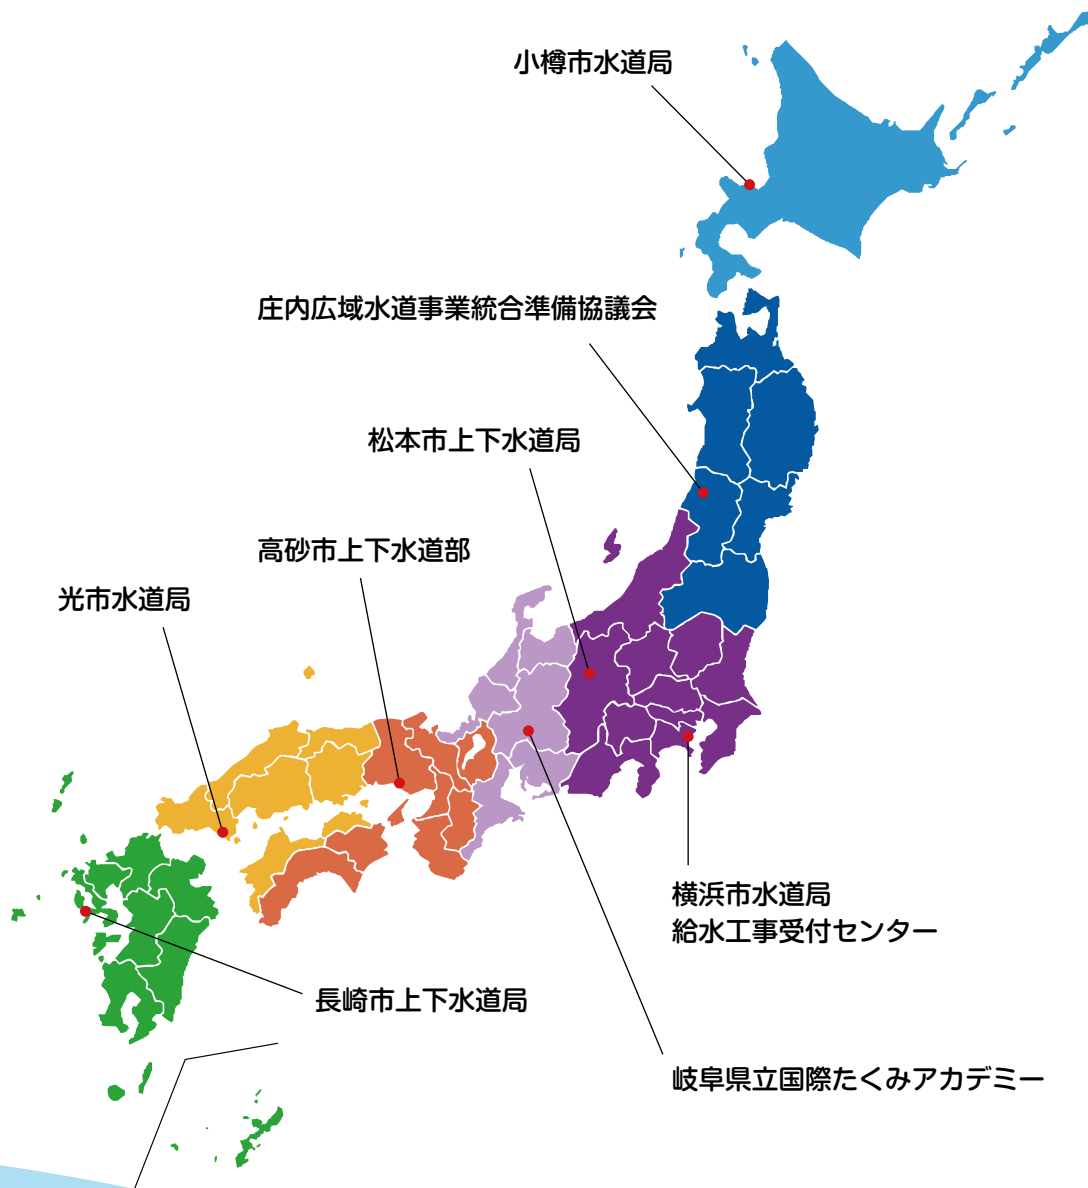 小樽市水道局
庄内広域水道事業統合準備協議会
松本市上下水道局
高砂市上下水道部
光市水道局
横浜市水道局
給水工事受付センター
長崎市上下水道局
岐阜県立国際たくみアカデミー